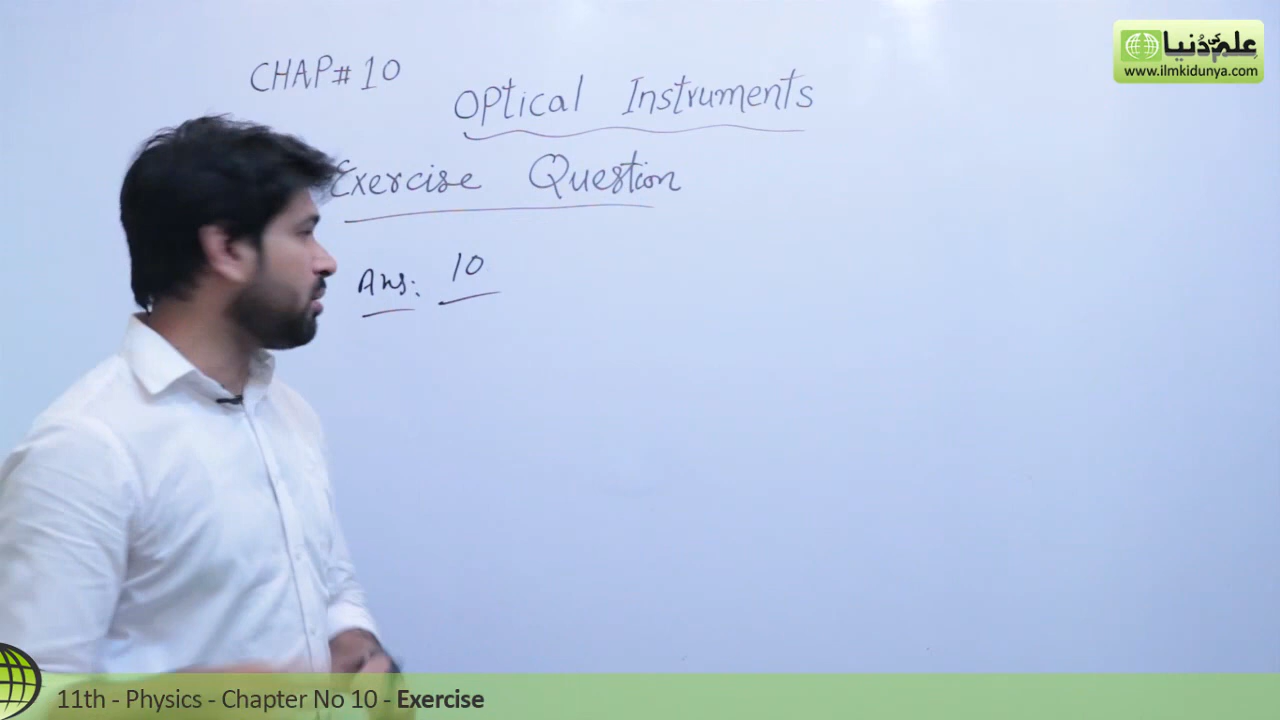 CHAP# 10
Optical Instruments
Exercise Question
Ans: 10
علم کی دُنیا
www.ilmkidunya.com
11th - Physics - Chapter No 10 - Exercise